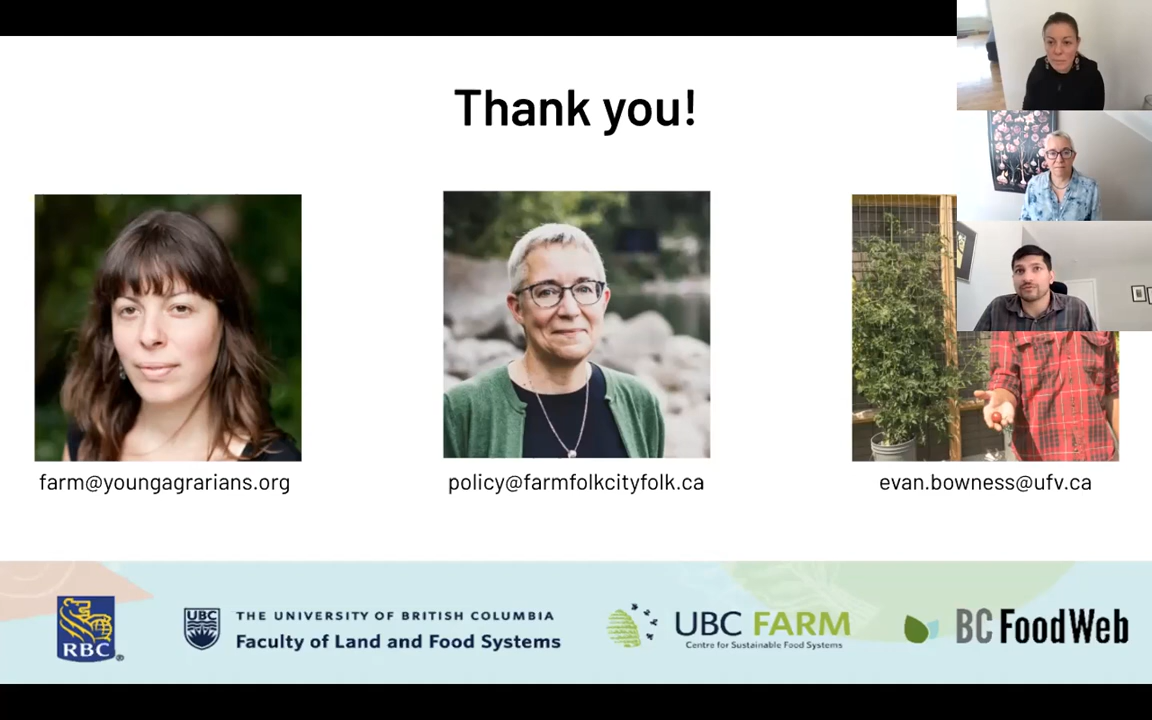 Thank you!
farm@youngagrarians.org
policy@farmfolkcityfolk.ca
evan.bowness@ufv.ca
RBC®
UBC
THE UNIVERSITY OF BRITISH COLUMBIA
Faculty of Land and Food Systems
UBC FARM
Centre for Sustainable Food Systems
BC FoodWeb